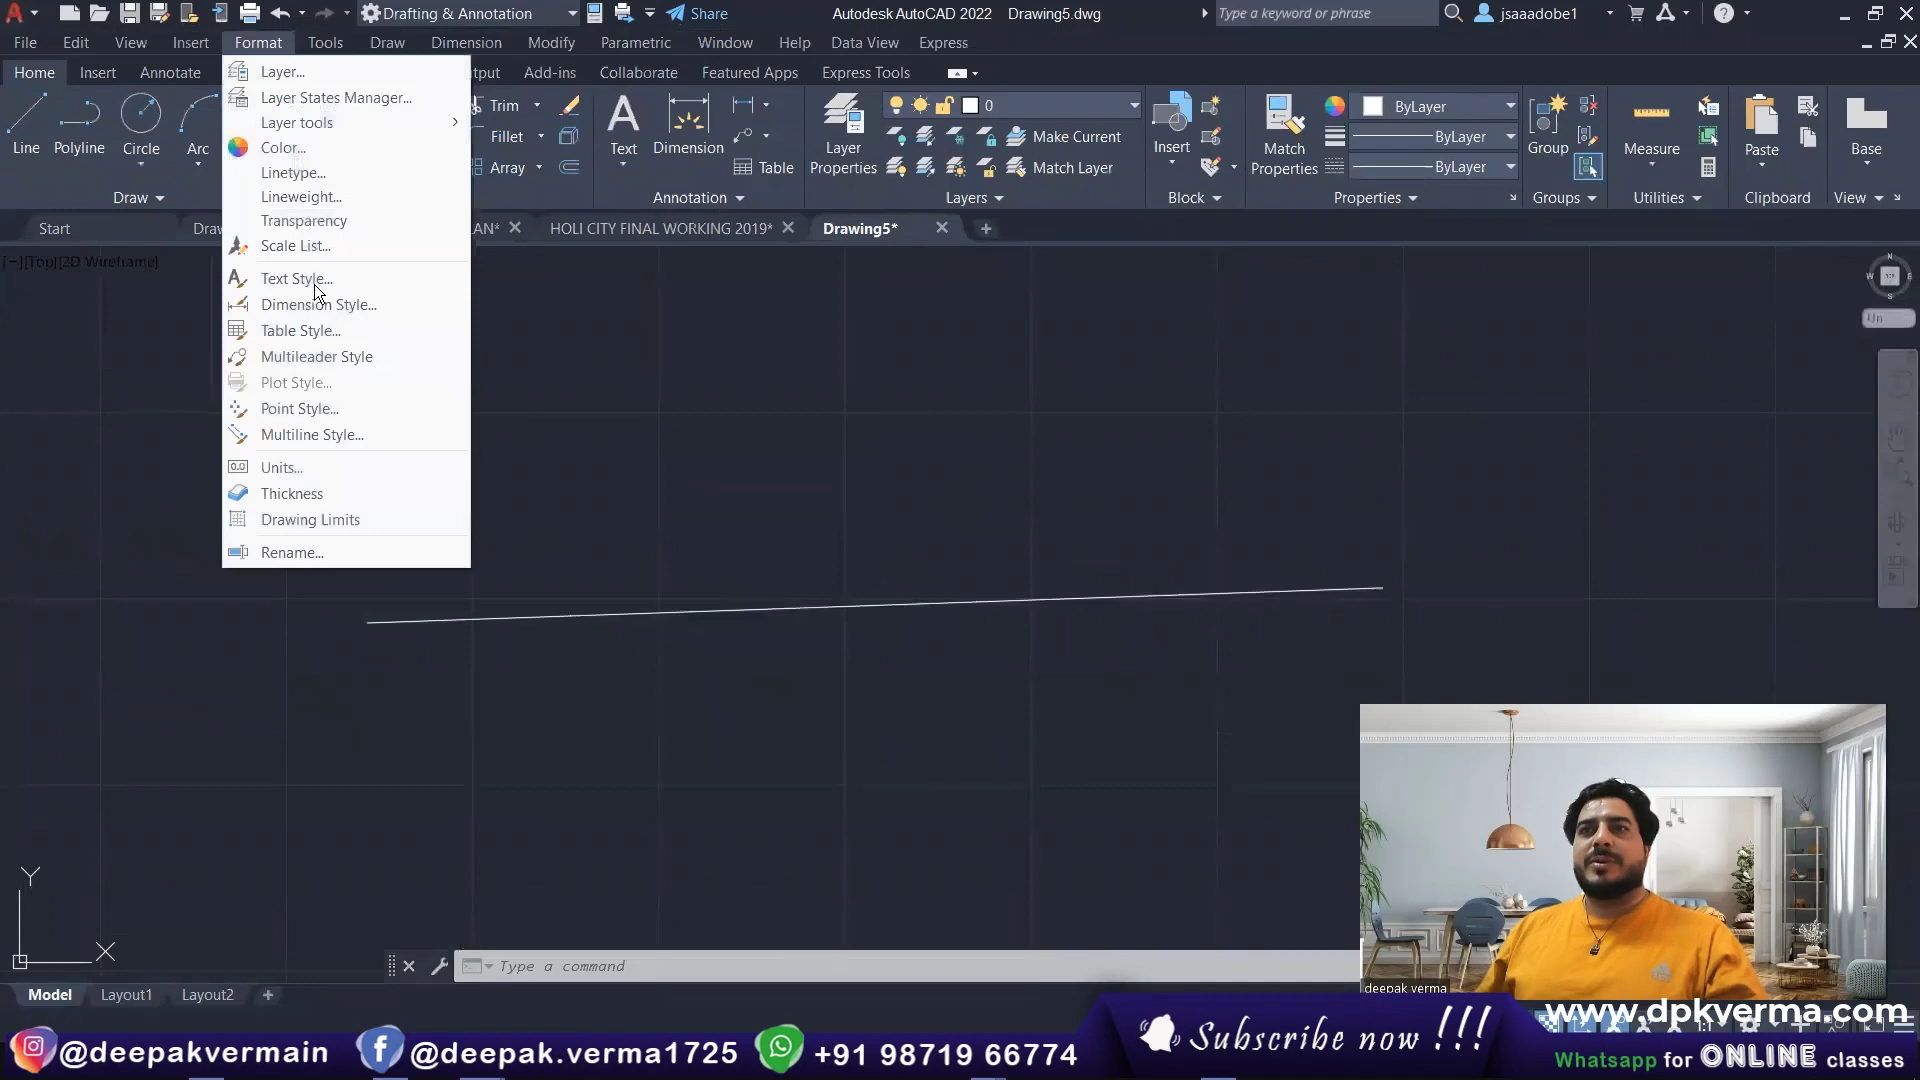 Drafting & Annotation
Share
Autodesk AutoCAD 2022 Drawing5.dwg
Type a keyword or phrase
jsaaadobe1
File Edit View Insert Format Tools Draw Dimension Modify Parametric Window Help Data View Express
Home Insert Annotate Add-ins Collaborate Featured Apps Express Tools
Line
Polyline
Circle
Arc
Draw
Trim
Fillet
Array
Text
Dimension
Table
Annotation
Layer
Properties
0
Make Current
Match Layer
Layers
Insert
Block
Match
Properties
ByLayer
ByLayer
ByLayer
Properties
Group
Groups
Measure
Utilities
Paste
Clipboard
Base
View
Start
HOLI CITY FINAL WORKING 2019*
Drawing5*
[−][Top][2D Wireframe]
Layer...
Layer States Manager...
Layer tools
Color...
Linetype...
Lineweight...
Transparency
Scale List...
Text Style...
Dimension Style...
Table Style...
Multileader Style
Plot Style...
Point Style...
Multiline Style...
Units...
Thickness
Drawing Limits
Rename...
N
W
E
S
Y
X
Type a command
Model Layout1 Layout2
deepak verma
www.dpkverma.com
@deepakvermain
@deepak.verma1725
+91 98719 66774
Subscribe now !!!
Whatsapp for ONLINE classes